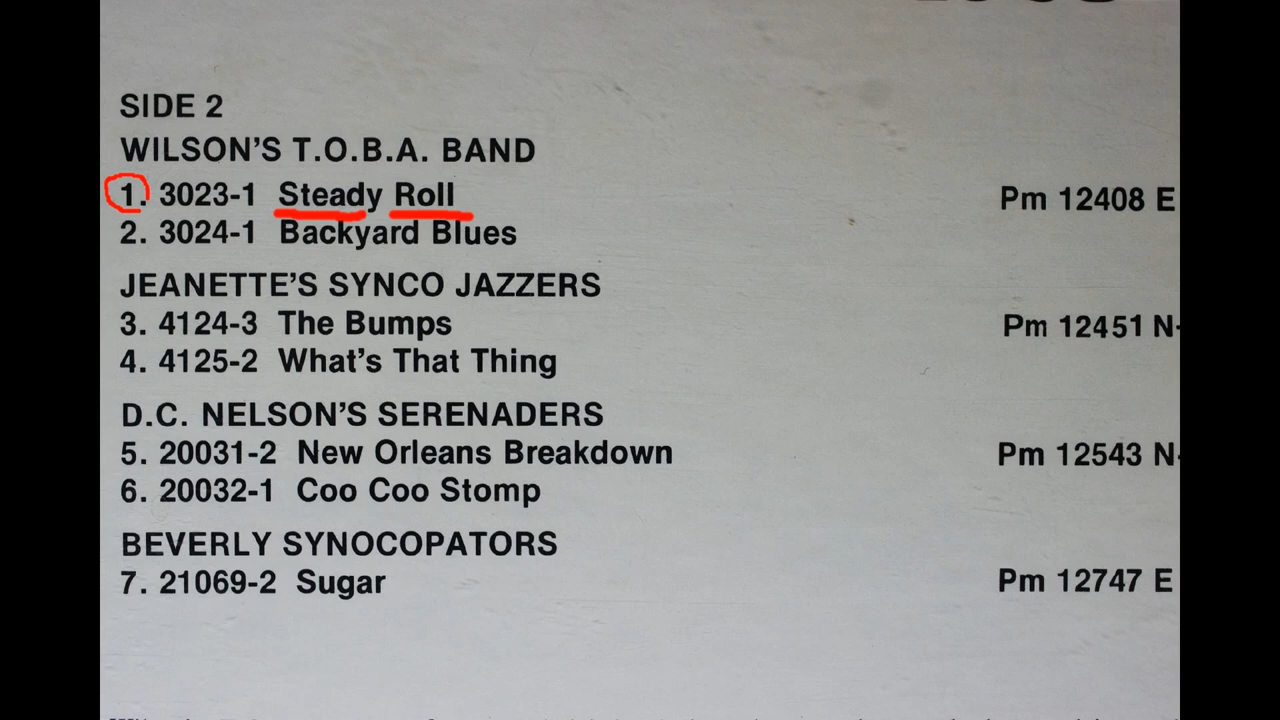 SIDE 2
WILSON'S T.O.B.A. BAND
1. 3023-1 Steady Roll Pm 12408 E
2. 3024-1 Backyard Blues
JEANETTE'S SYNCO JAZZERS
3. 4124-3 The Bumps Pm 12451 N-
4. 4125-2 What's That Thing
D.C. NELSON'S SERENADERS
5. 20031-2 New Orleans Breakdown Pm 12543 N-
6. 20032-1 Coo Coo Stomp
BEVERLY SYNOCOPATORS
7. 21069-2 Sugar Pm 12747 E